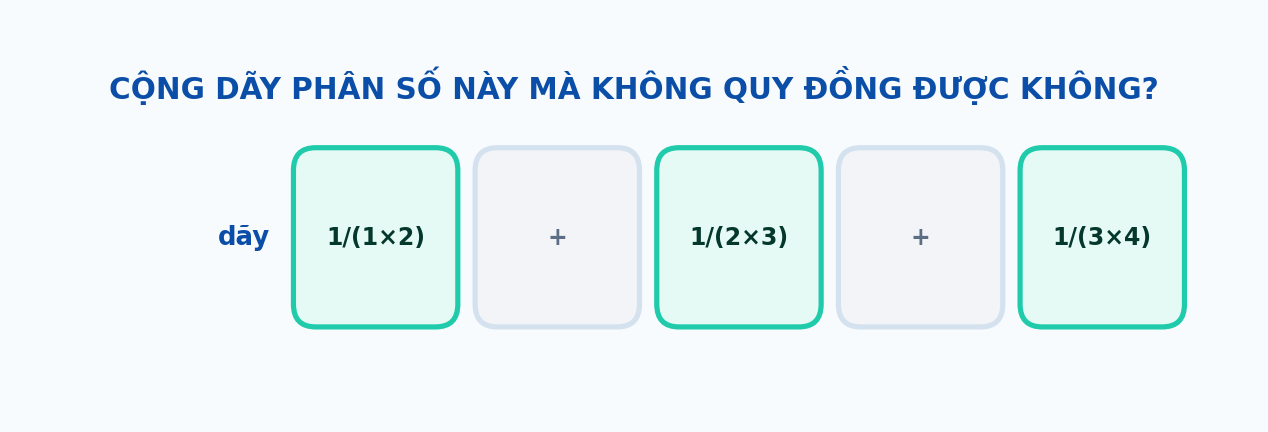 CỘNG DÃY PHÂN SỐ NÀY MÀ KHÔNG QUY ĐỒNG ĐƯỢC KHÔNG?
dãy 1/(1×2) + 1/(2×3) + 1/(3×4)